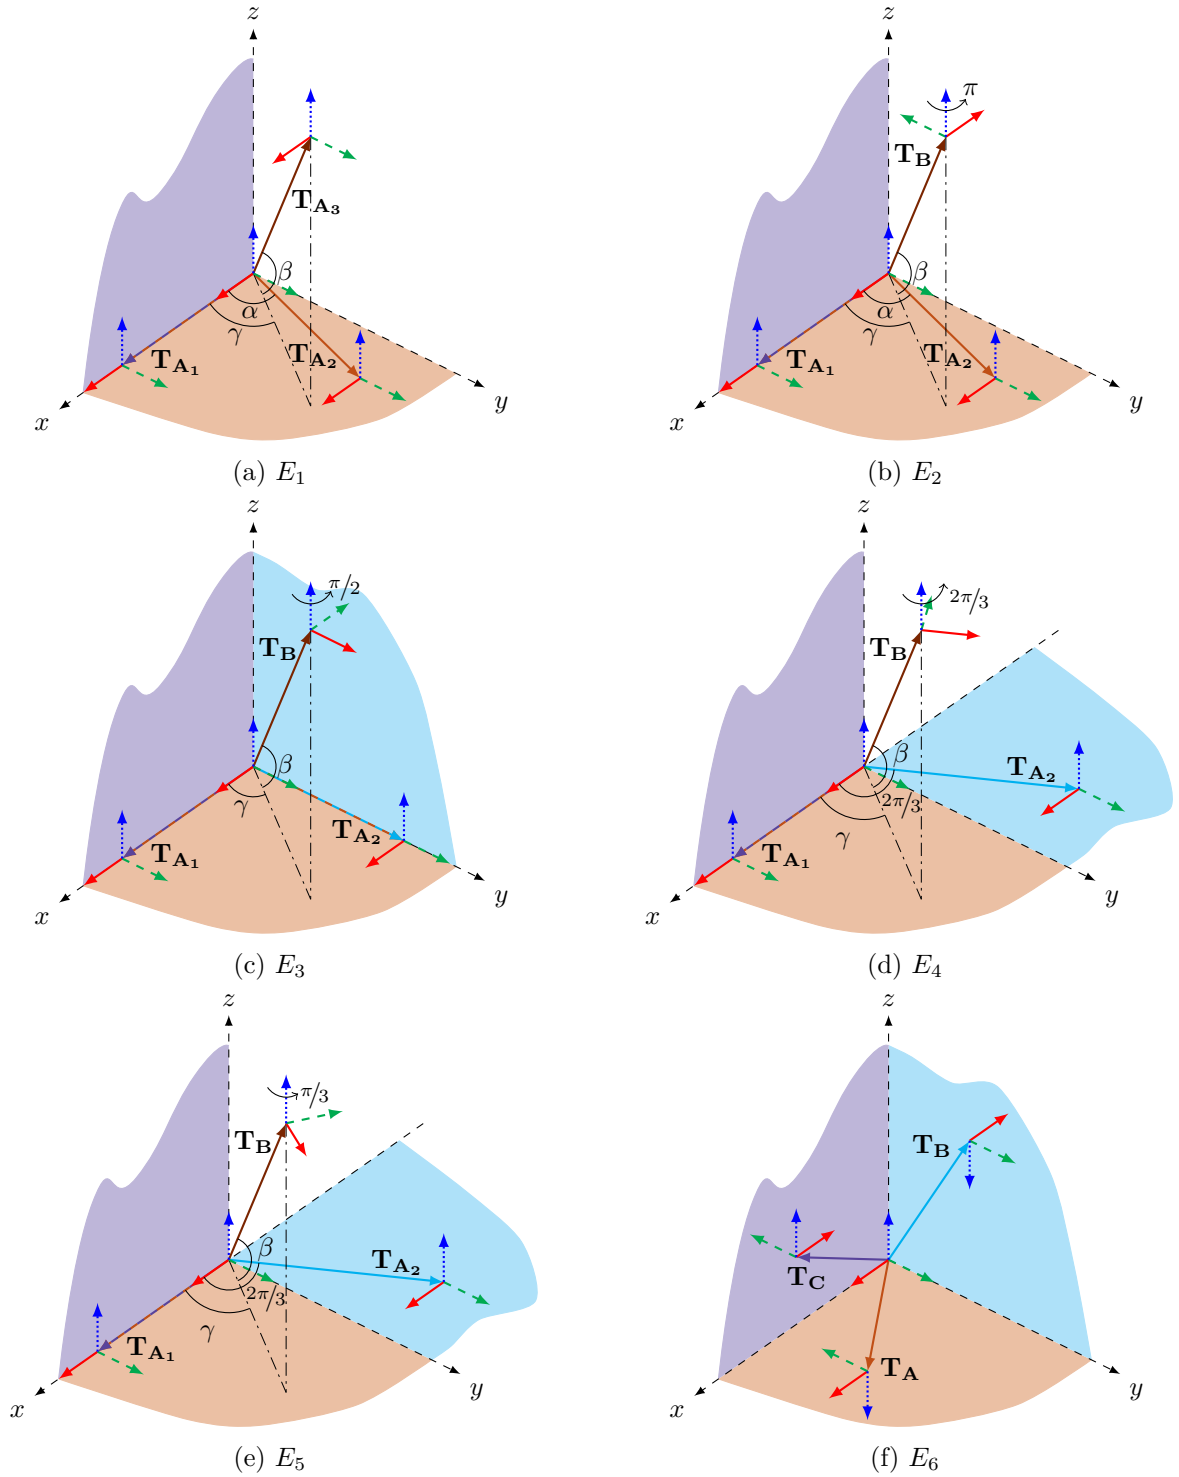 z
z
π
T_B
T_{A_3}
β
β
α
α
γ
γ
T_{A_1}
T_{A_2}
T_{A_1}
T_{A_2}
x
y
x
y
(a) E_1
(b) E_2
z
z
π/2
2π/3
T_B
T_B
β
β
T_{A_2}
γ
2π/3
T_{A_2}
γ
T_{A_1}
T_{A_1}
x
y
x
y
(c) E_3
(d) E_4
z
z
π/3
T_B
T_B
β
T_{A_2}
T_C
2π/3
γ
T_{A_1}
T_A
x
y
x
y
(e) E_5
(f) E_6